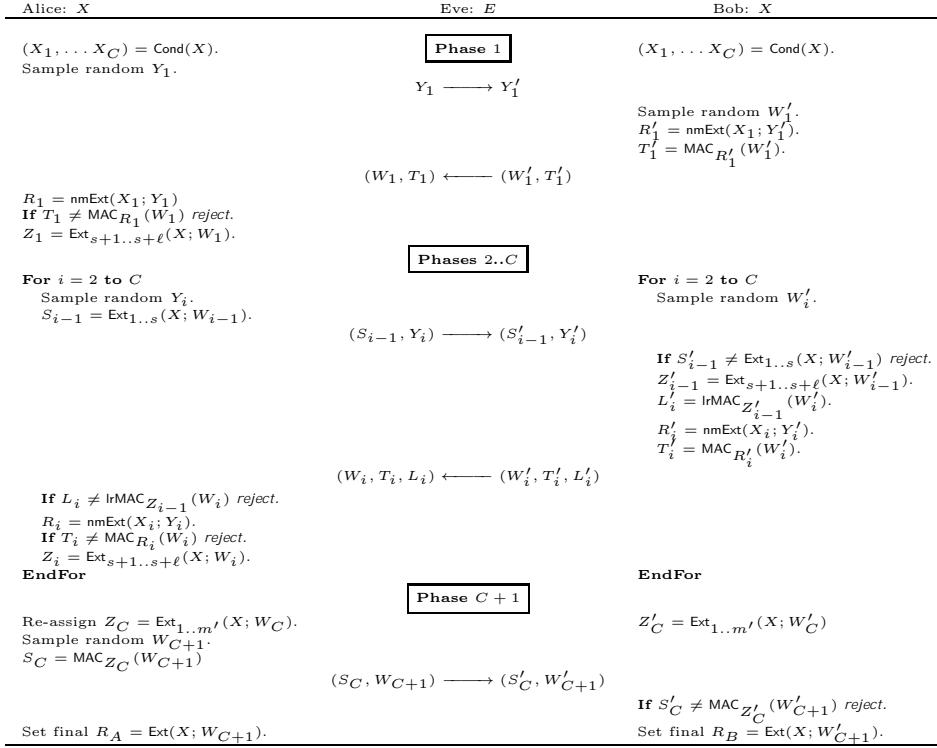 Alice: X Eve: E Bob: X
(X_1, . . . X_C) = Cond(X). Phase 1 (X_1, . . . X_C) = Cond(X).
Sample random Y_1.
Y_1 ⟶ Y′_1
Sample random W′_1.
R′_1 = nmExt(X_1; Y′_1).
T′_1 = MAC_{R′_1}(W′_1).
(W_1, T_1) ⟵ (W′_1, T′_1)
R_1 = nmExt(X_1; Y_1)
If T_1 ≠ MAC_{R_1}(W_1) reject.
Z_1 = Ext_{s+1..s+ℓ}(X; W_1).
Phases 2..C
For i = 2 to C For i = 2 to C
Sample random Y_i. Sample random W′_i.
S_{i−1} = Ext_{1..s}(X; W_{i−1}).
(S_{i−1}, Y_i) ⟶ (S′_{i−1}, Y′_i)
If S′_{i−1} ≠ Ext_{1..s}(X; W′_{i−1}) reject.
Z′_{i−1} = Ext_{s+1..s+ℓ}(X; W′_{i−1}).
L′_i = lrMAC_{Z′_{i−1}}(W′_i).
R′_i = nmExt(X_i; Y′_i).
T′_i = MAC_{R′_i}(W′_i).
(W_i, T_i, L_i) ⟵ (W′_i, T′_i, L′_i)
If L_i ≠ lrMAC_{Z_{i−1}}(W_i) reject.
R_i = nmExt(X_i; Y_i).
If T_i ≠ MAC_{R_i}(W_i) reject.
Z_i = Ext_{s+1..s+ℓ}(X; W_i).
EndFor EndFor
Phase C + 1
Re-assign Z_C = Ext_{1..m′}(X; W_C). Z′_C = Ext_{1..m′}(X; W′_C)
Sample random W_{C+1}.
S_C = MAC_{Z_C}(W_{C+1})
(S_C, W_{C+1}) ⟶ (S′_C, W′_{C+1})
If S′_C ≠ MAC_{Z′_C}(W′_{C+1}) reject.
Set final R_A = Ext(X; W_{C+1}). Set final R_B = Ext(X; W′_{C+1}).